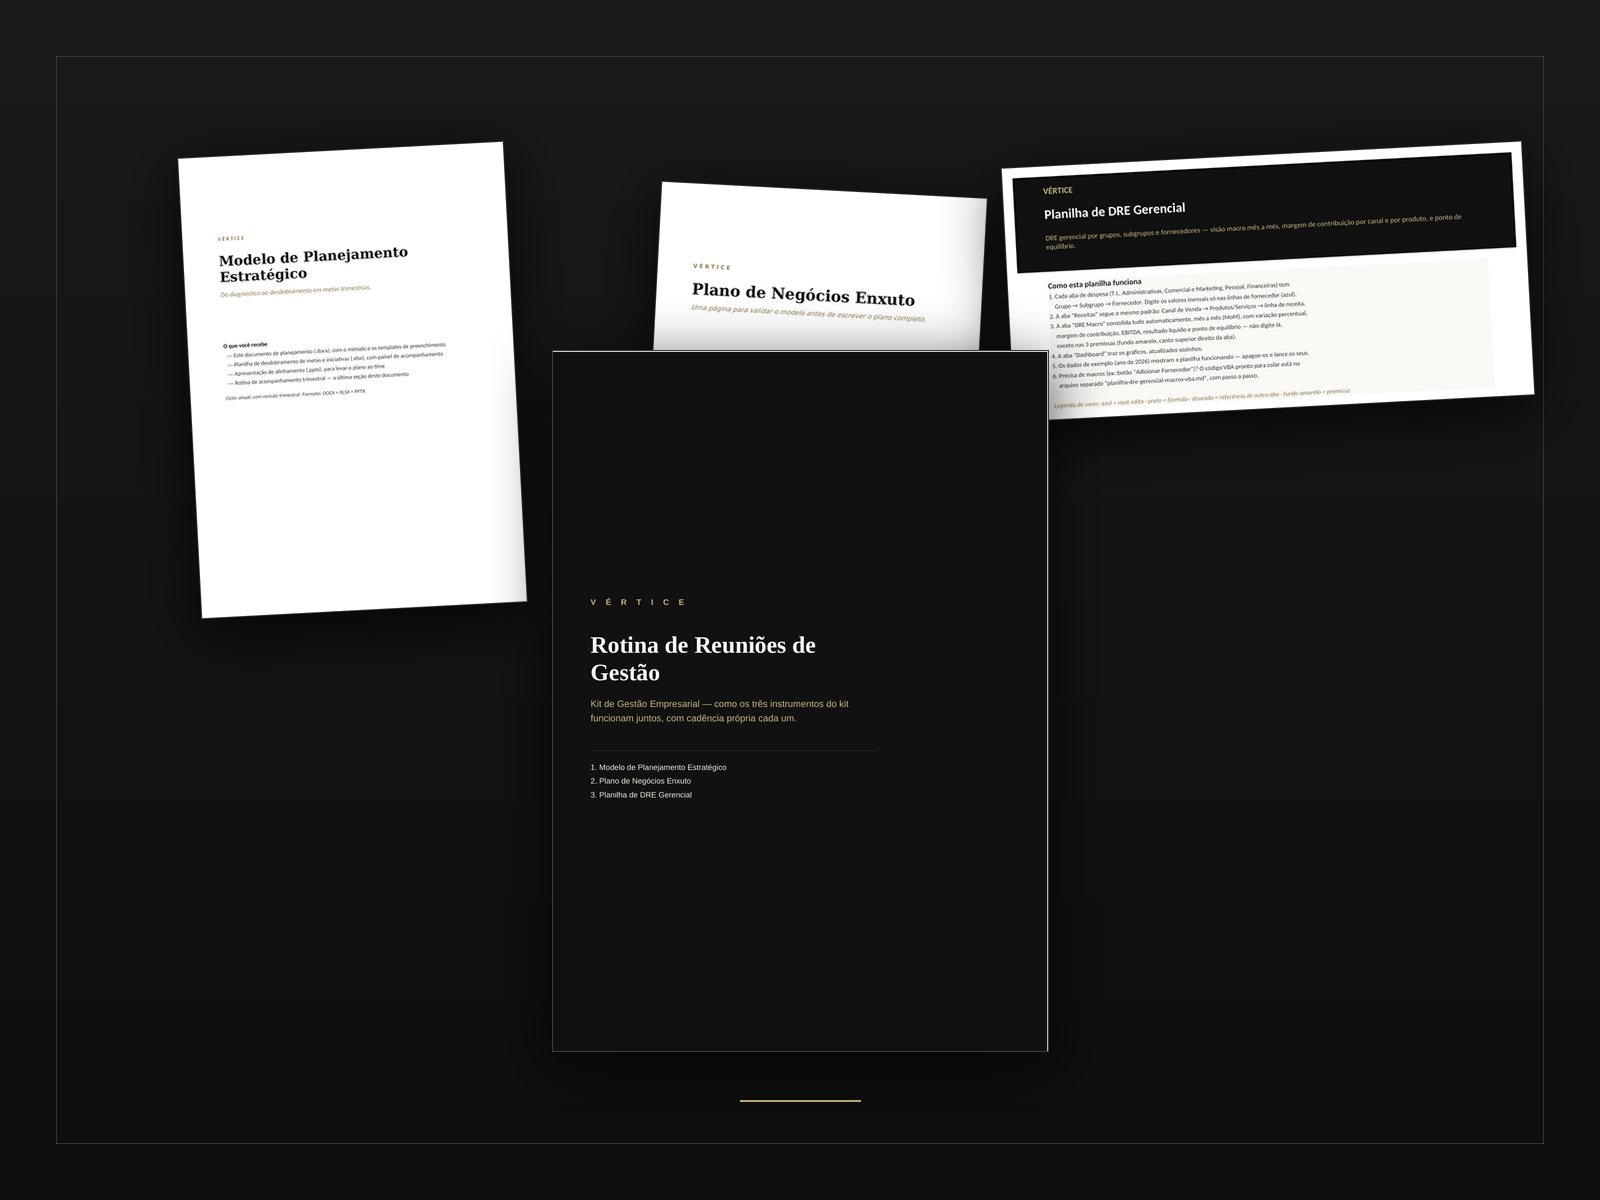 VÉRTICE
Modelo de Planejamento
Estratégico
Do diagnóstico ao desdobramento em metas trimestrais.
O que você recebe
— Este documento de planejamento (.docx), com o método e os templates de preenchimento
— Planilha de desdobramento de metas e iniciativas (.xlsx), com painel de acompanhamento
— Apresentação de alinhamento (.pptx), para levar o plano ao time
— Rotina de acompanhamento trimestral — a última seção deste documento
Ciclo: anual, com revisão trimestral. Formato: DOCX + XLSX + PPTX.
VÉRTICE
Plano de Negócios Enxuto
Uma página para validar o modelo antes de escrever o plano completo.
VÉRTICE
Planilha de DRE Gerencial
DRE gerencial por grupos, subgrupos e fornecedores — visão macro mês a mês, margem de contribuição por canal e por produto, e ponto de
equilíbrio.
Como esta planilha funciona
1. Cada aba de despesa (T.I., Administrativas, Comercial e Marketing, Pessoal, Financeiras) tem
Grupo → Subgrupo → Fornecedor. Digite os valores mensais só nas linhas de fornecedor (azul).
2. A aba "Receitas" segue o mesmo padrão: Canal de Venda → Produtos/Serviços → linha de receita.
3. A aba "DRE Macro" consolida tudo automaticamente, mês a mês (MoM), com variação percentual,
margem de contribuição, EBITDA, resultado líquido e ponto de equilíbrio — não digite lá,
exceto nas 3 premissas (fundo amarelo, canto superior direito da aba).
4. A aba "Dashboard" traz os gráficos, atualizados sozinhos.
5. Os dados de exemplo (ano de 2026) mostram a planilha funcionando — apague-os e lance os seus.
6. Precisa de macros (ex: botão "Adicionar Fornecedor")? O código VBA pronto para colar está no
arquivo separado "planilha-dre-gerencial-macros-vba.md", com passo a passo.
Legenda de cores: azul = você edita · preto = fórmula · dourado = referência de outra aba · fundo amarelo = premissa.
VÉRTICE
Rotina de Reuniões de
Gestão
Kit de Gestão Empresarial — como os três instrumentos do kit
funcionam juntos, com cadência própria cada um.
1. Modelo de Planejamento Estratégico
2. Plano de Negócios Enxuto
3. Planilha de DRE Gerencial